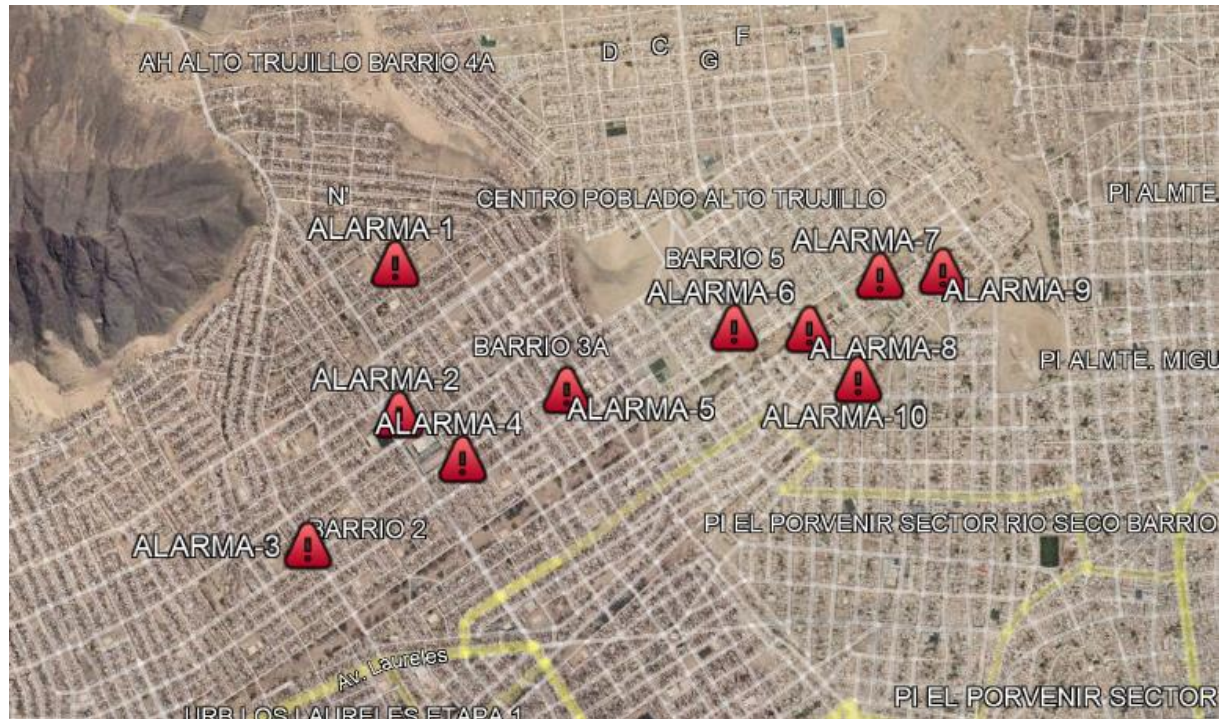 D
C
G
F
AH ALTO TRUJILLO BARRIO 4A
N'
CENTRO POBLADO ALTO TRUJILLO
PI ALMTE.
ALARMA-1
ALARMA-7
BARRIO 5
ALARMA-6
ALARMA-9
BARRIO 3A
ALARMA-8
PI ALMTE. MIGU
ALARMA-2
ALARMA-5
ALARMA-10
ALARMA-4
PI EL PORVENIR SECTOR RIO SECO BARRIO
BARRIO 2
ALARMA-3
Av. Laureles
PI EL PORVENIR SECTOR
URB LOS LAURELES ETAPA 1